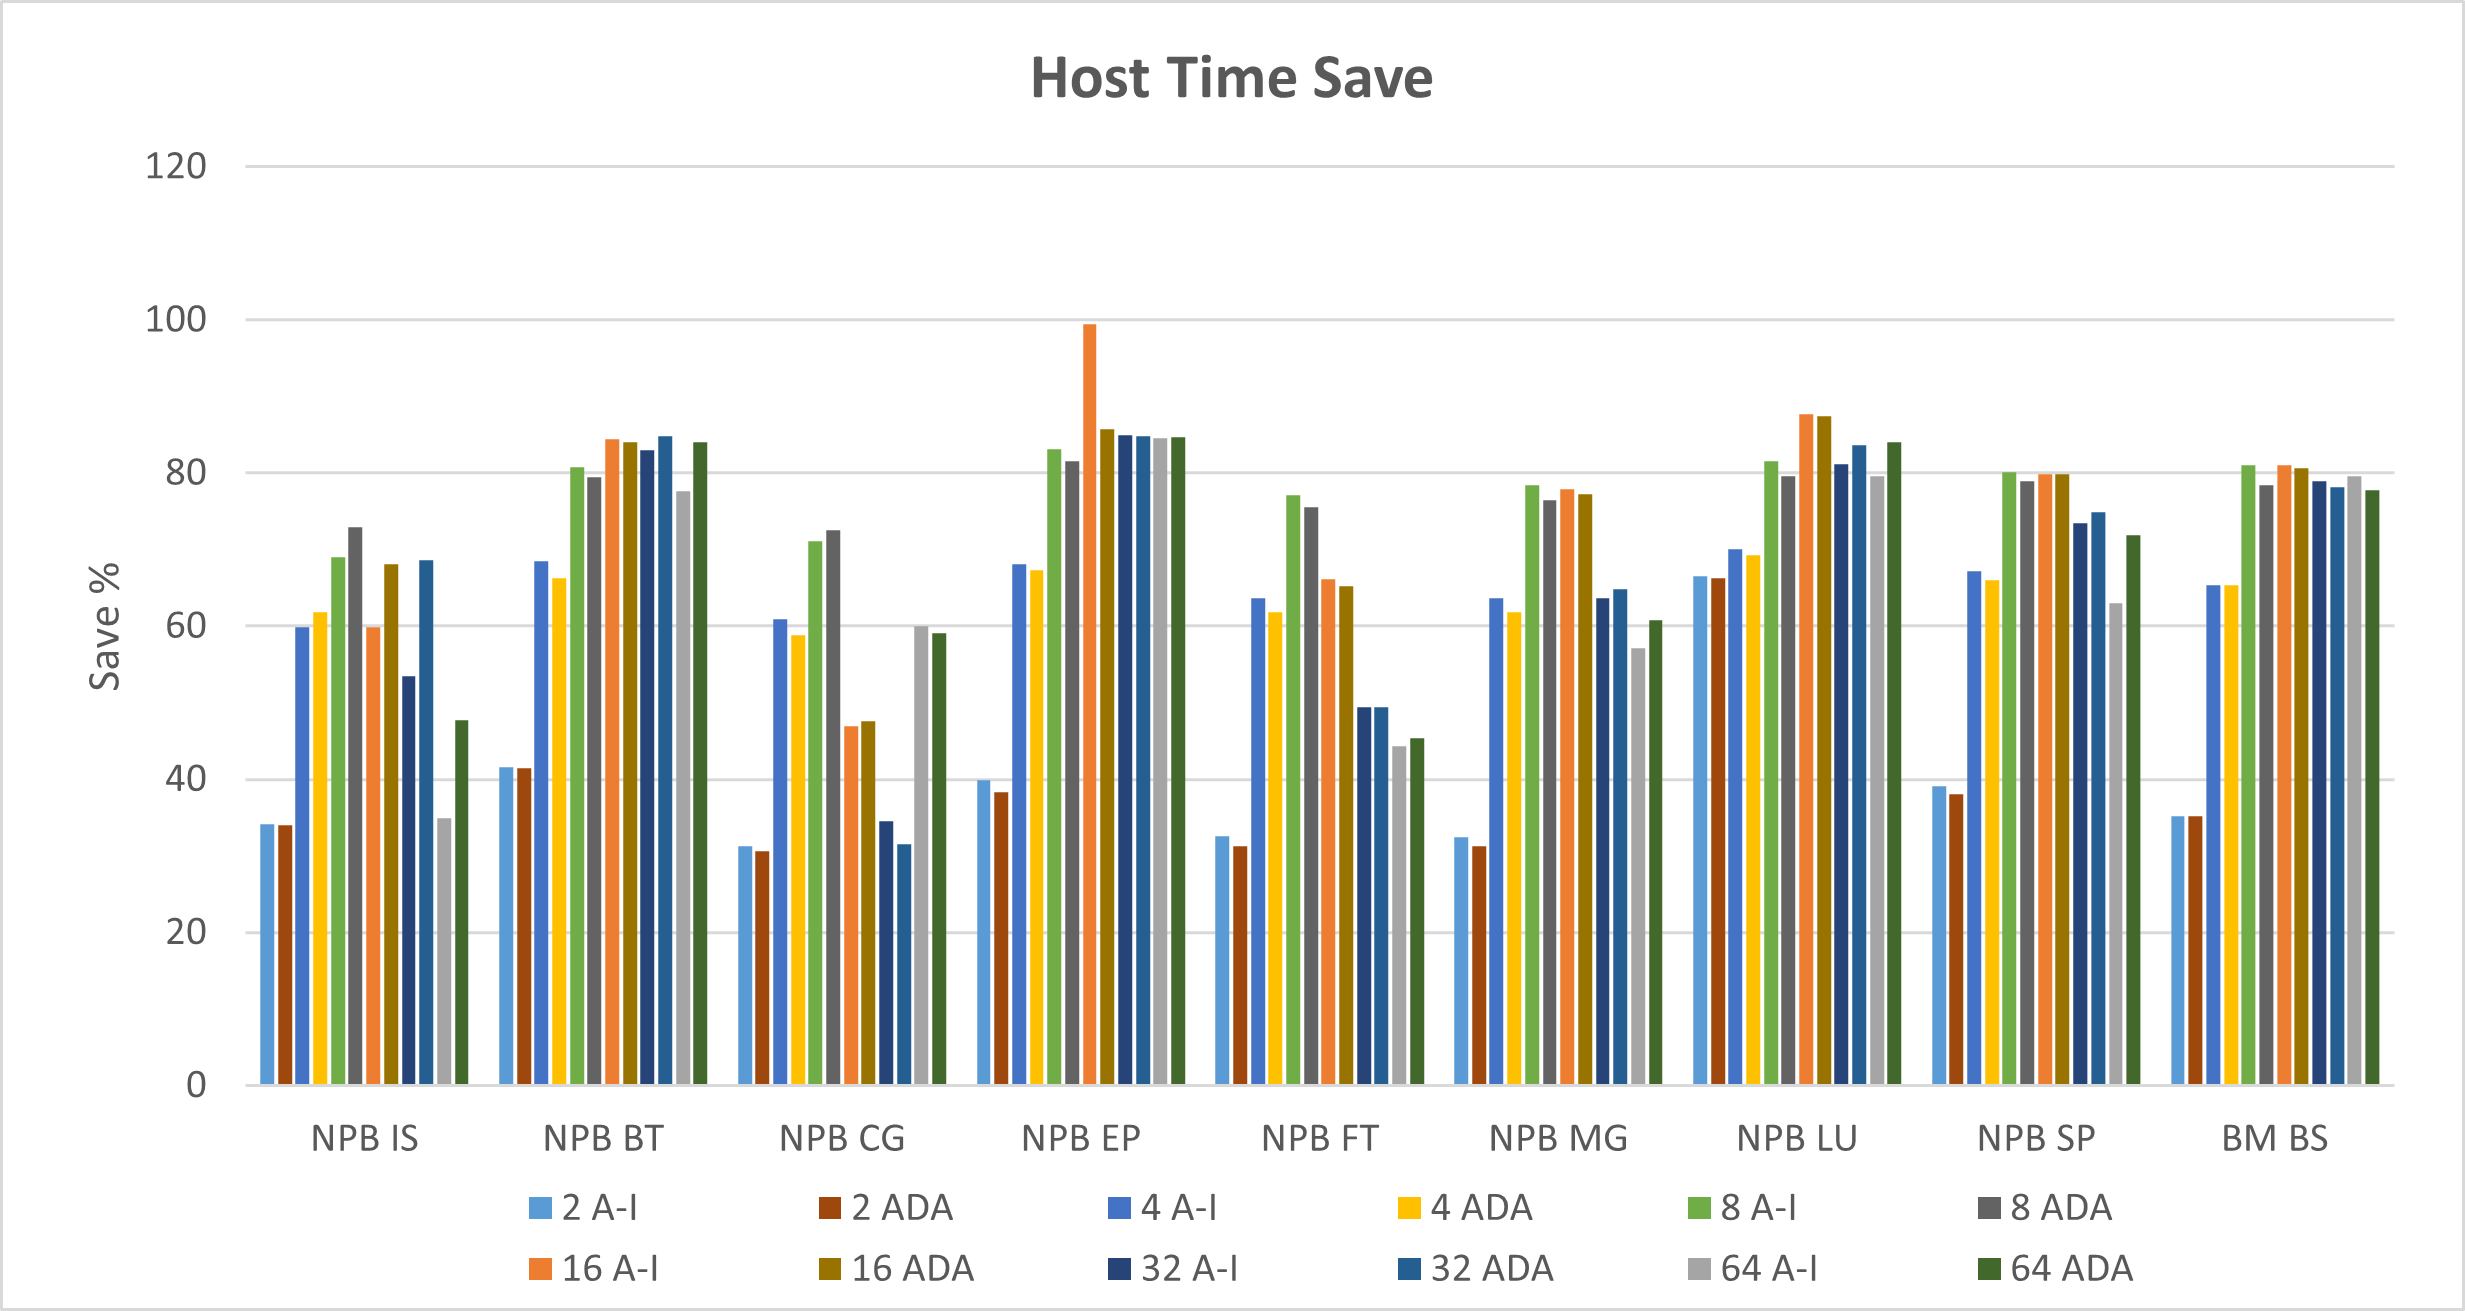 Host Time Save
120
100
80
60
40
20
0
Save %
NPB IS NPB BT NPB CG NPB EP NPB FT NPB MG NPB LU NPB SP BM BS
2 A-I 2 ADA 4 A-I 4 ADA 8 A-I 8 ADA
16 A-I 16 ADA 32 A-I 32 ADA 64 A-I 64 ADA